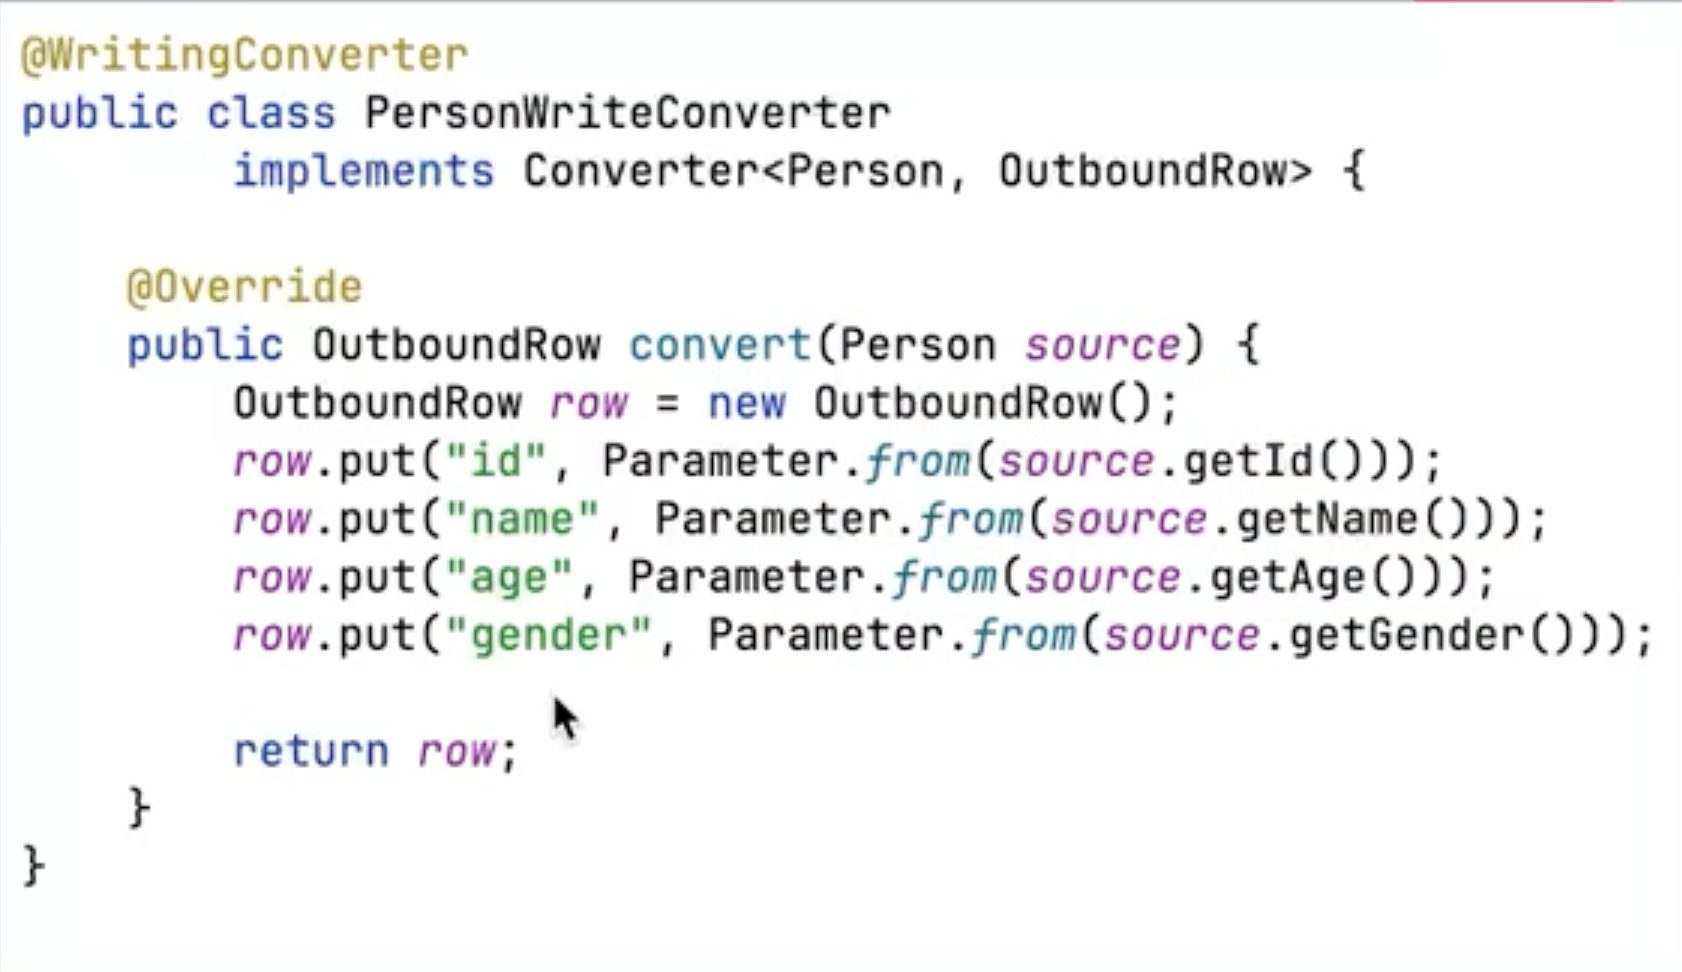 @WritingConverter
public class PersonWriteConverter
        implements Converter<Person, OutboundRow> {

    @Override
    public OutboundRow convert(Person source) {
        OutboundRow row = new OutboundRow();
        row.put("id", Parameter.from(source.getId()));
        row.put("name", Parameter.from(source.getName()));
        row.put("age", Parameter.from(source.getAge()));
        row.put("gender", Parameter.from(source.getGender()));

        return row;
    }
}